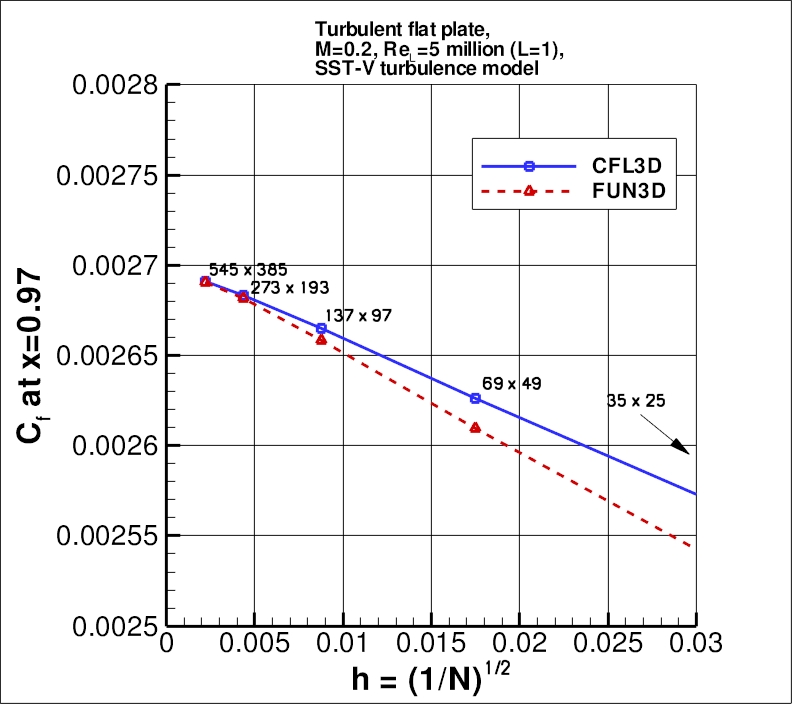 Turbulent flat plate,
M=0.2, Re_L=5 million (L=1),
SST-V turbulence model
0.0028
0.00275
0.0027
0.00265
0.0026
0.00255
0.0025
C_f at x=0.97
CFL3D
FUN3D
545 x 385
273 x 193
137 x 97
69 x 49
35 x 25
0 0.005 0.01 0.015 0.02 0.025 0.03
h = (1/N)^1/2